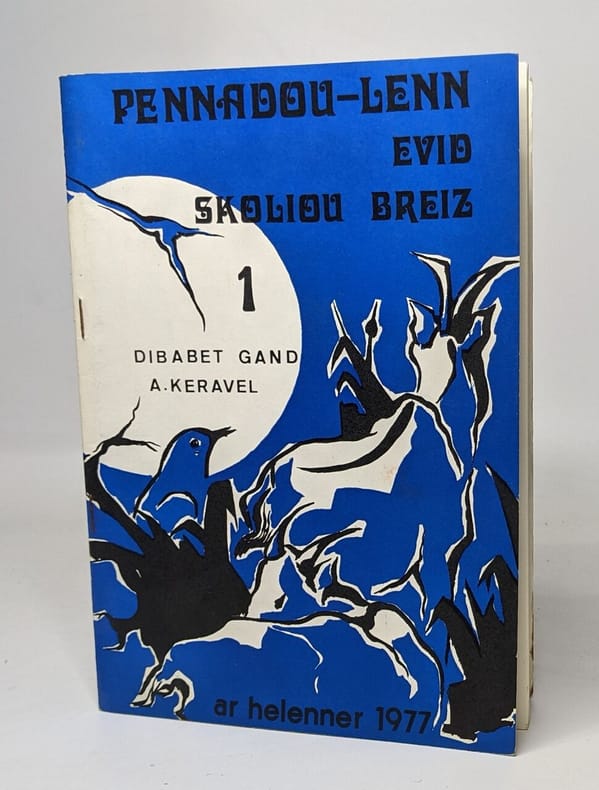 PENNADOU-LENN
EVID
SKOLIOU BREIZ
1
DIBABET GAND
A. KERAVEL
ar helenner 1977